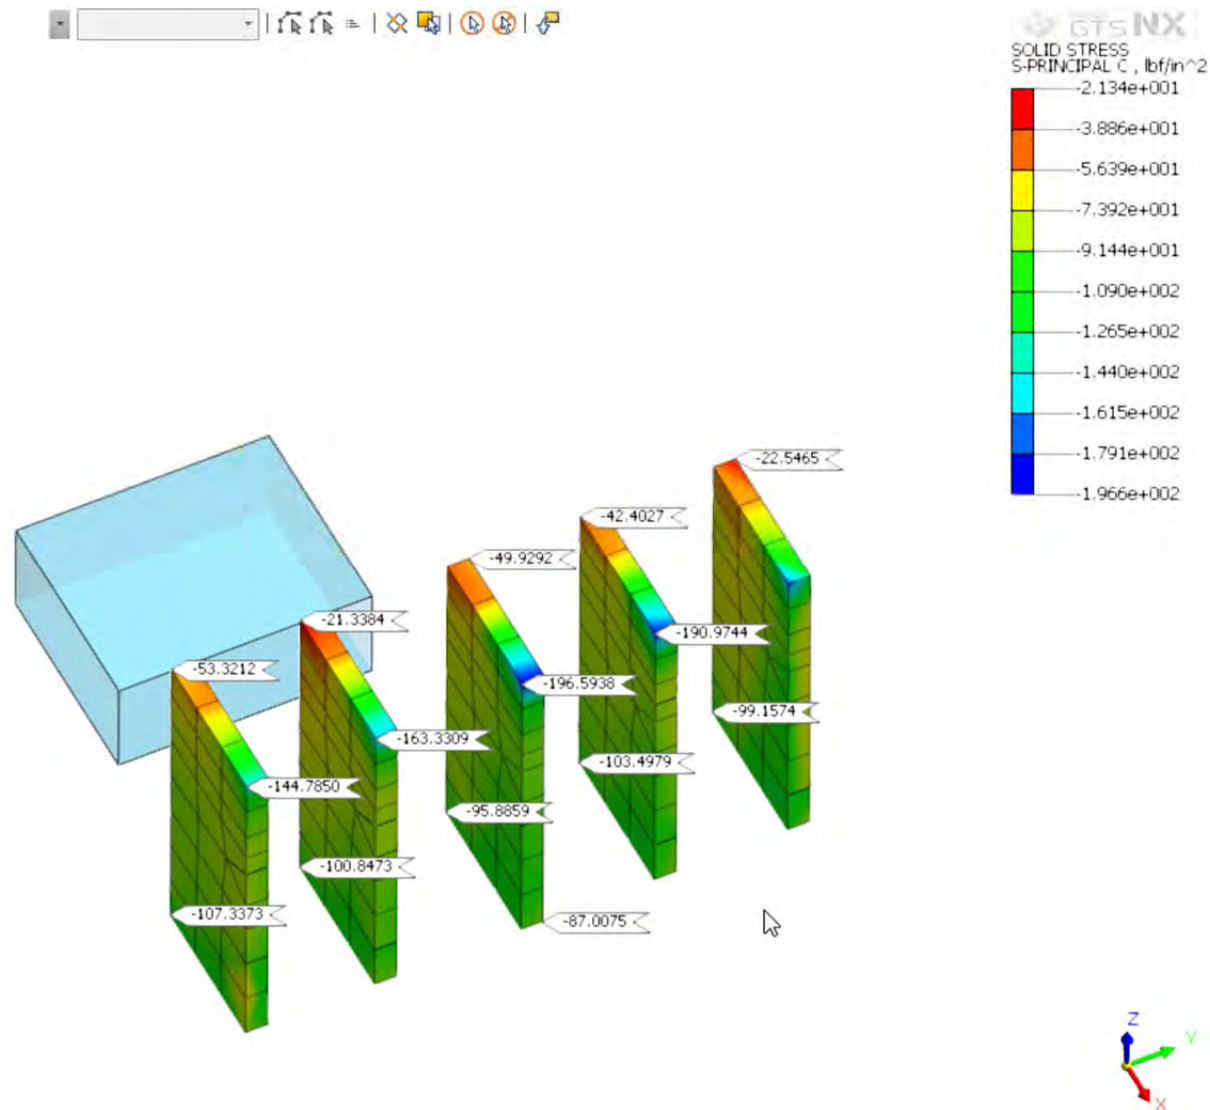 GTS NX
SOLID STRESS
S-PRINCIPAL C , lbf/in^2
-2.134e+001
-3.886e+001
-5.639e+001
-7.392e+001
-9.144e+001
-1.090e+002
-1.265e+002
-1.440e+002
-1.615e+002
-1.791e+002
-1.966e+002
-22.5465
-42.4027
-49.9292
-21.3384
-190.9744
-53.3212
-196.5938
-99.1574
-163.3309
-103.4979
-144.7850
-95.8859
-100.8473
-107.3373
-87.0075
Z
Y
X